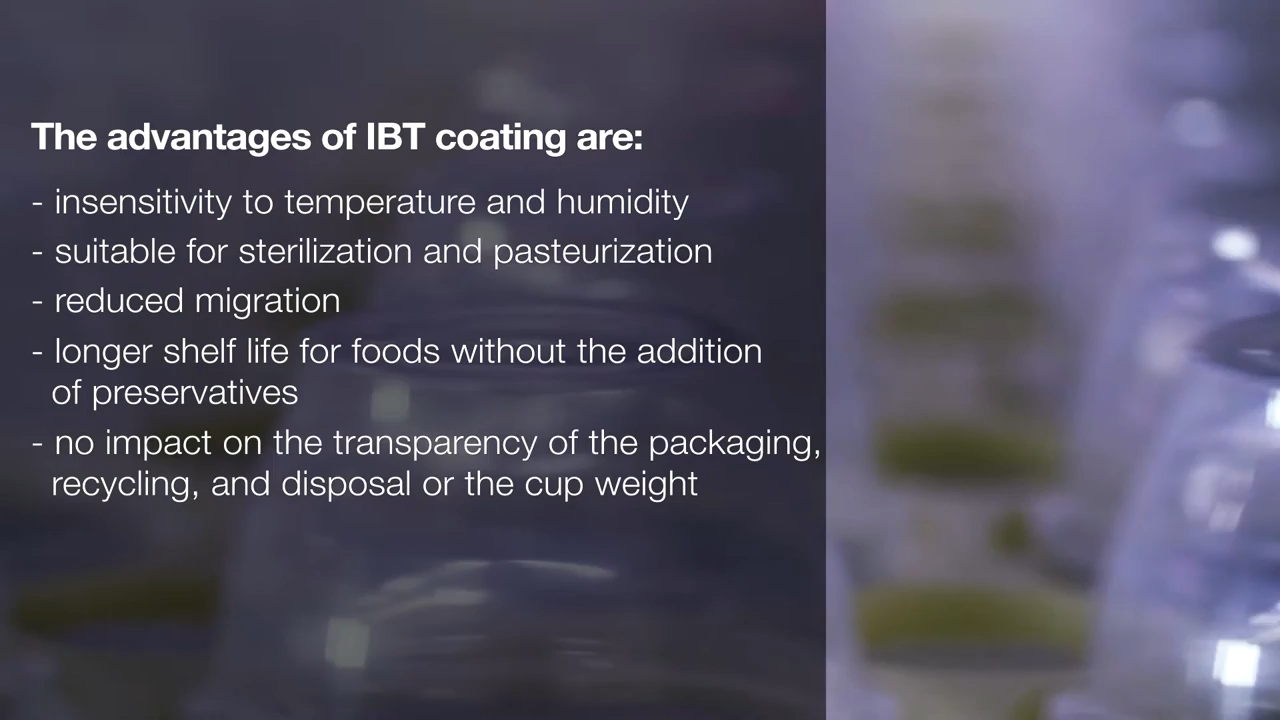 The advantages of IBT coating are:
- insensitivity to temperature and humidity
- suitable for sterilization and pasteurization
- reduced migration
- longer shelf life for foods without the addition
of preservatives
- no impact on the transparency of the packaging,
recycling, and disposal or the cup weight